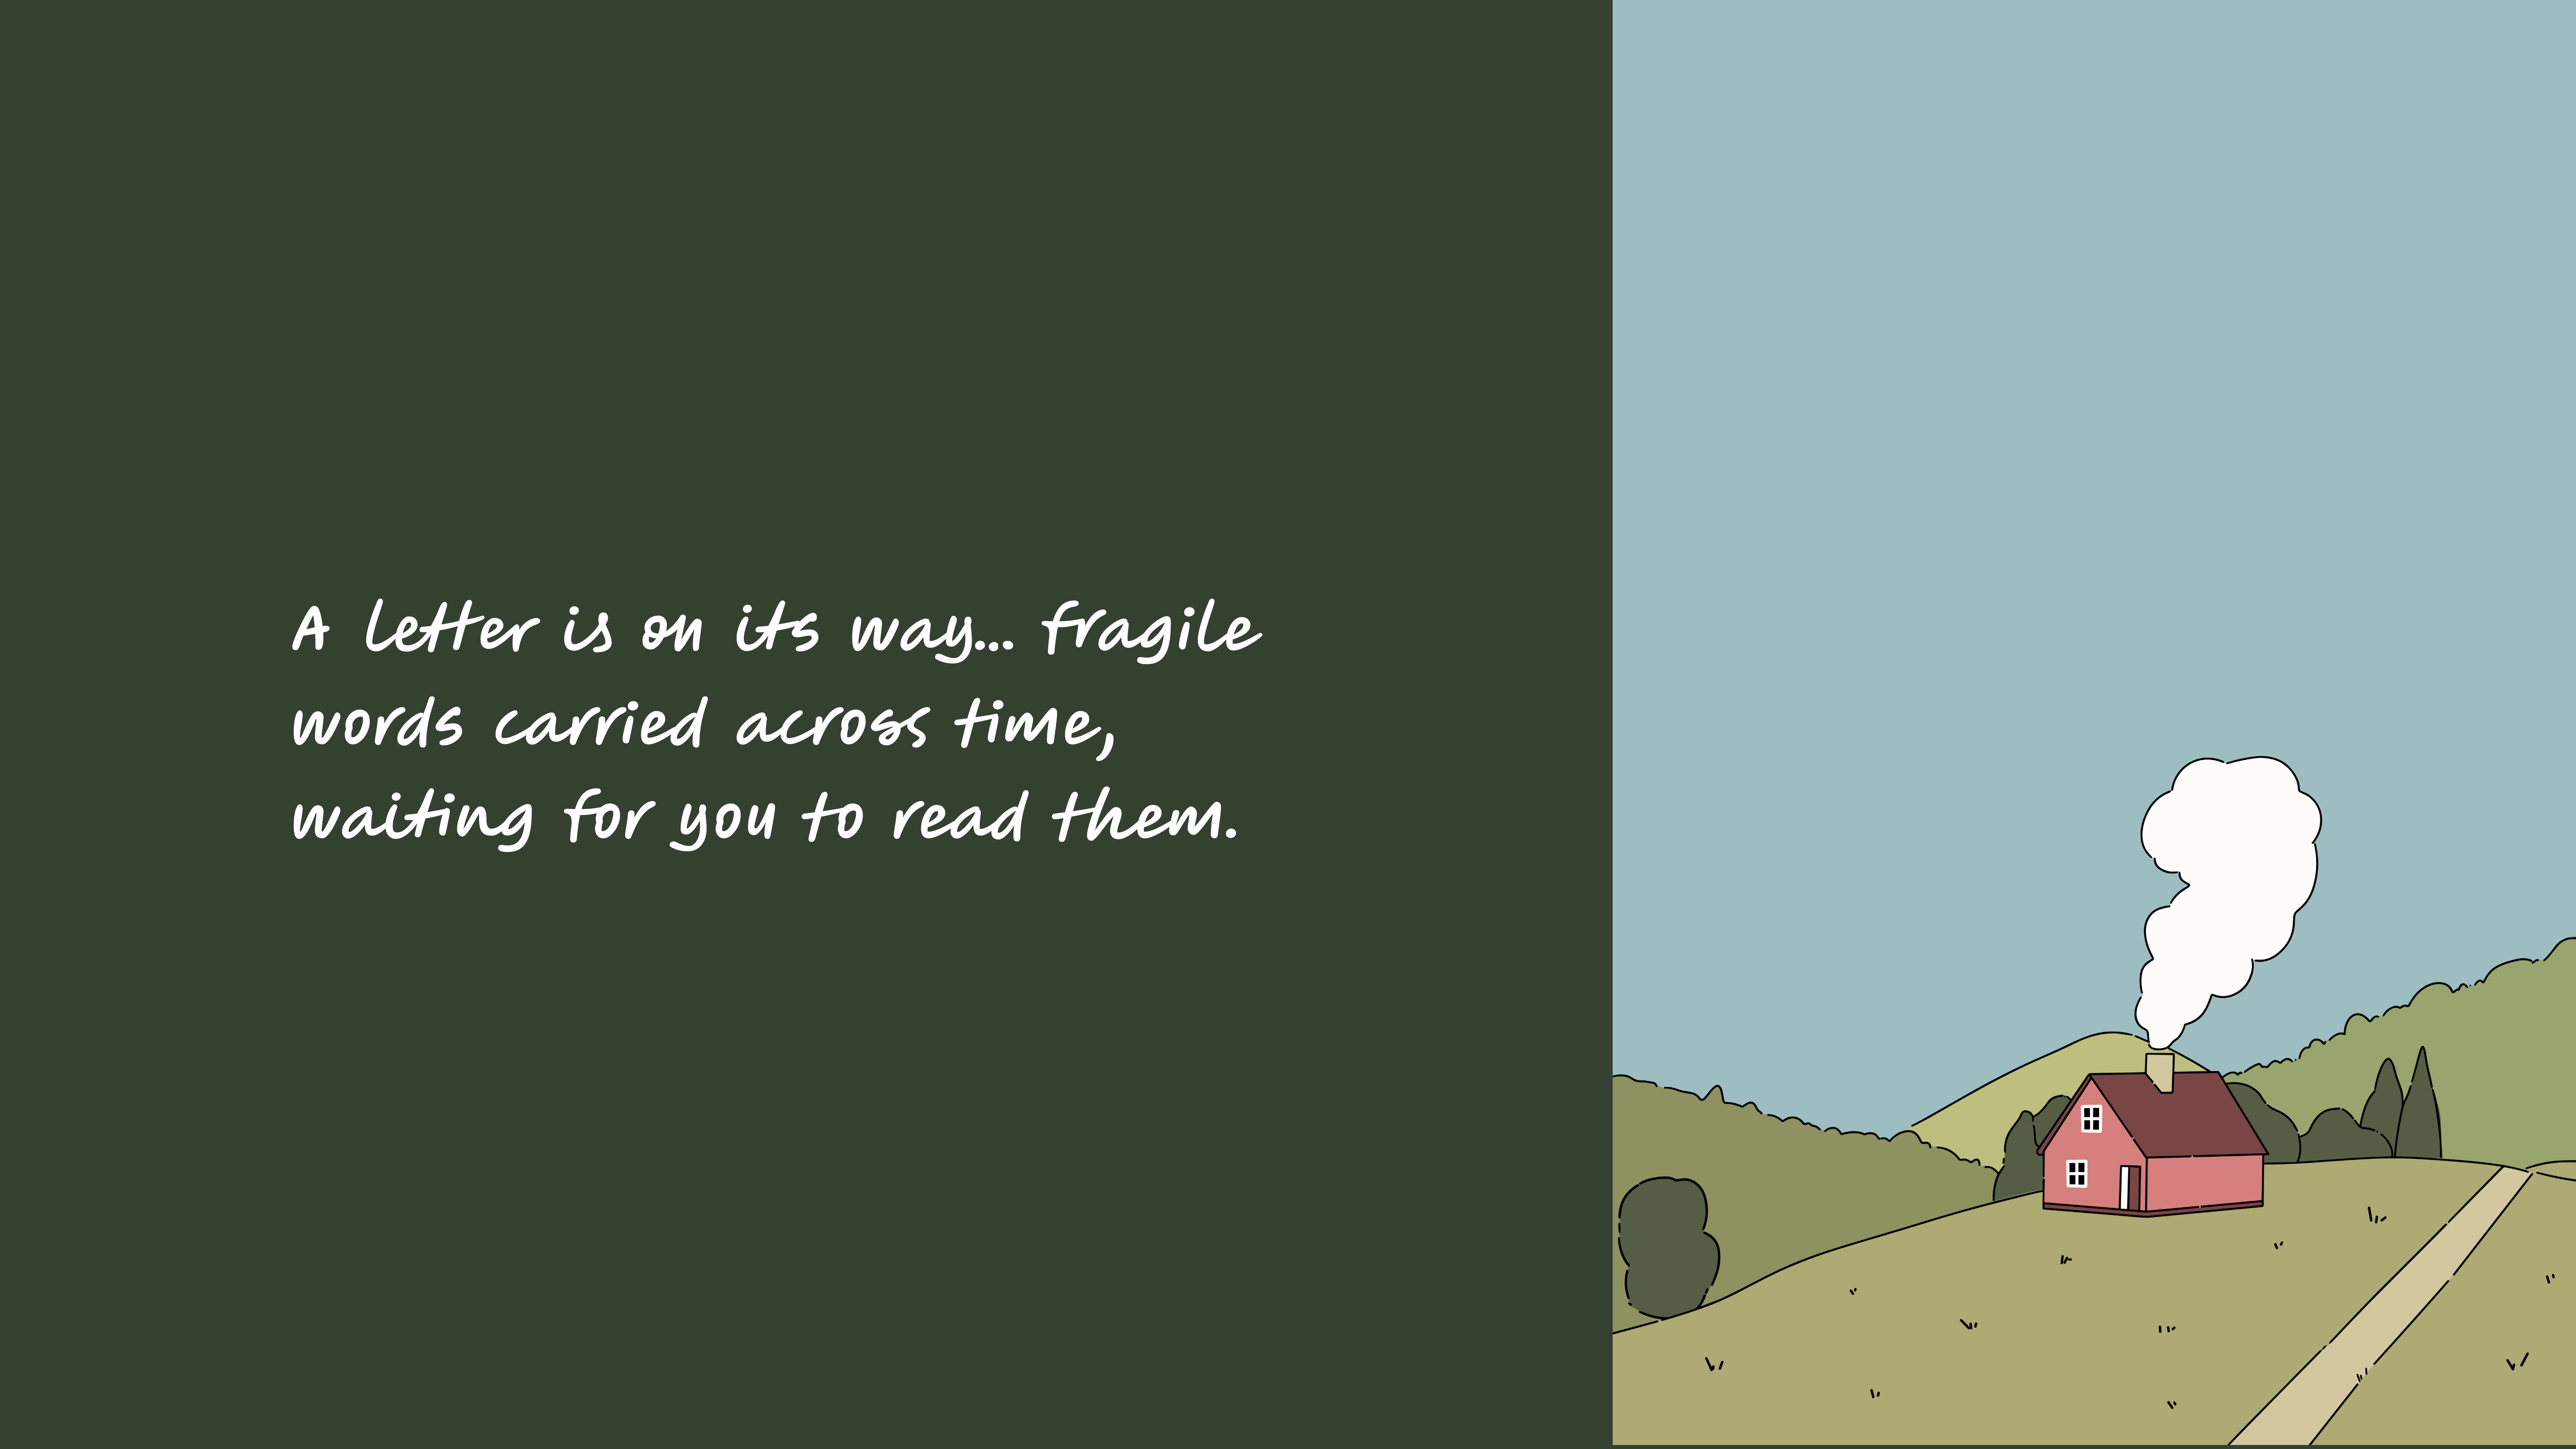 A letter is on its way... fragile
words carried across time,
waiting for you to read them.